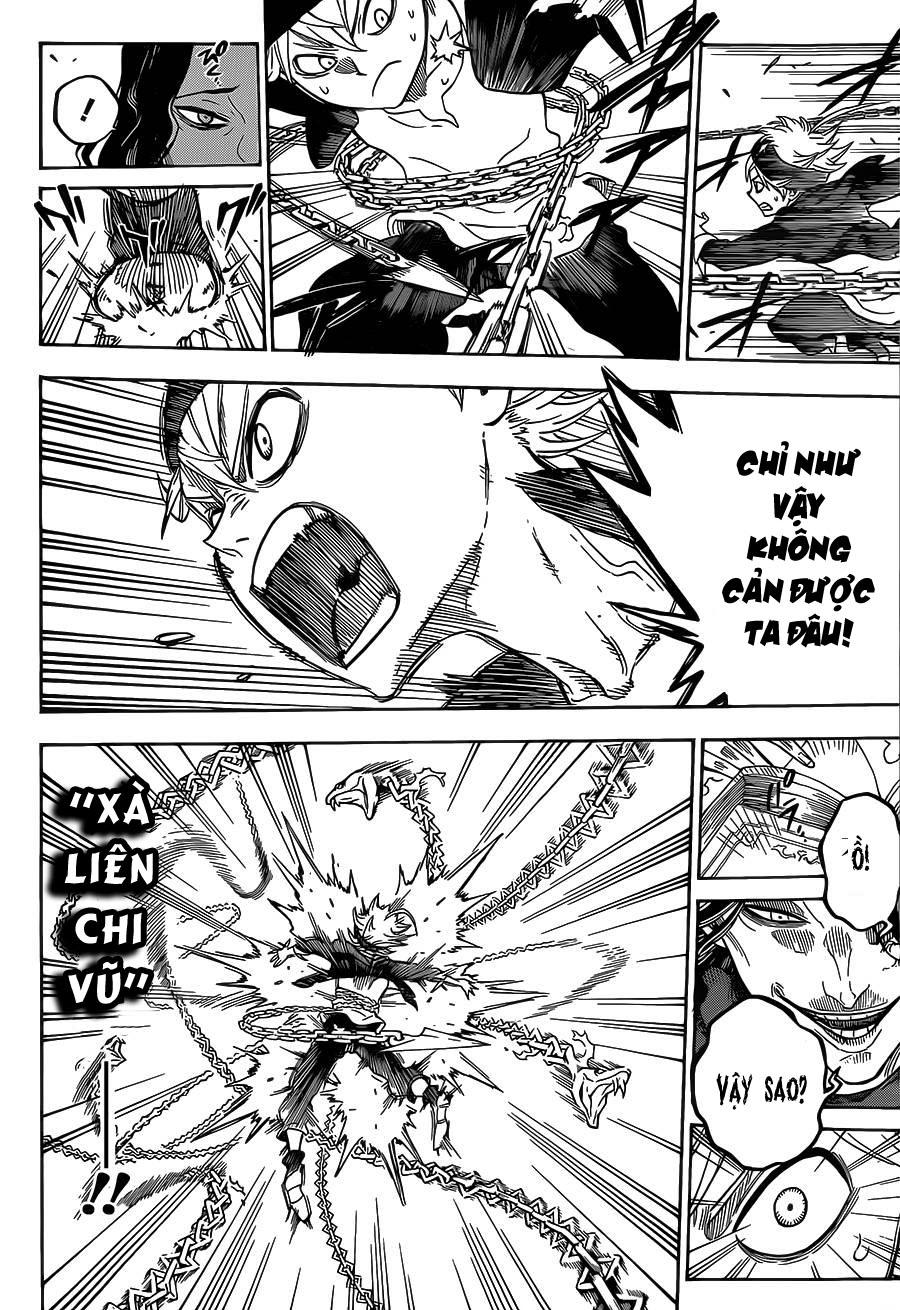 !
CHỈ NHƯ
VẬY
KHÔNG
CẢN ĐƯỢC
TA ĐÂU!
Ồ!
VẬY SAO?
"XÀ
LIÊN
CHI
VŨ"
!!